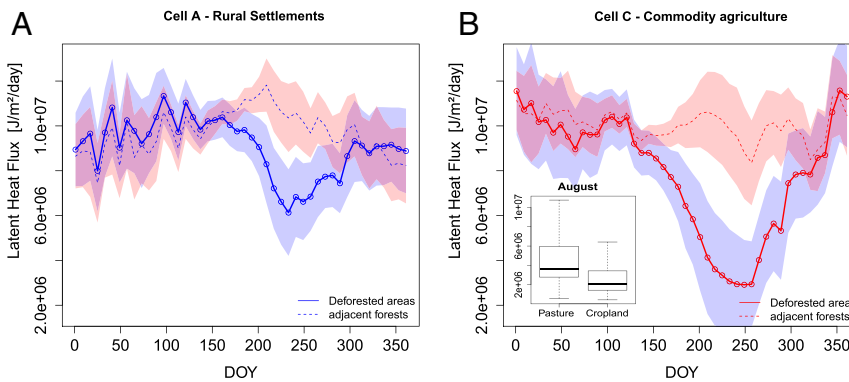 A
Cell A - Rural Settlements
Latent Heat Flux [J/m²/day]
1.0e+07
6.0e+06
2.0e+06
Deforested areas
adjacent forests
0 50 100 150 200 250 300 350
DOY
B
Cell C - Commodity agriculture
Latent Heat Flux [J/m²/day]
1.0e+07
6.0e+06
2.0e+06
August
1e+07
6e+06
2e+06
Pasture Cropland
Deforested areas
adjacent forests
0 50 100 150 200 250 300 350
DOY